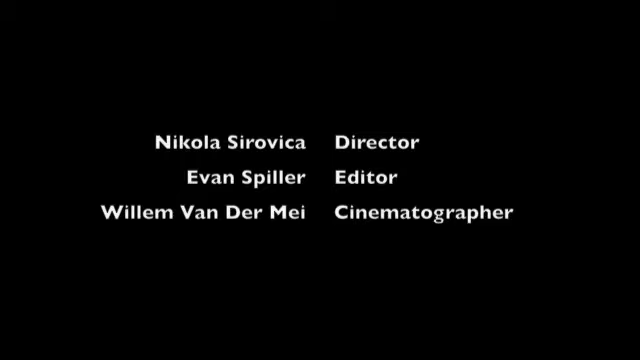 Nikola Sirovica Director
Evan Spiller Editor
Willem Van Der Mei Cinematographer